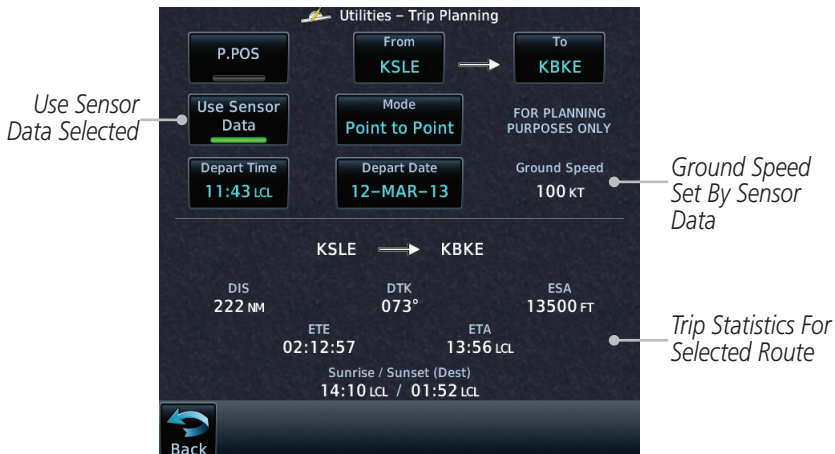 Utilities – Trip Planning
P.POS
From
KSLE
To
KBKE
Use Sensor
Data Selected
Use Sensor
Data
Mode
Point to Point
FOR PLANNING
PURPOSES ONLY
Depart Time
11:43 LCL
Depart Date
12–MAR–13
Ground Speed
100 KT
Ground Speed
Set By Sensor
Data
KSLE
KBKE
DIS
222 NM
DTK
073°
ESA
13500 FT
ETE
02:12:57
ETA
13:56 LCL
Trip Statistics For
Selected Route
Sunrise / Sunset (Dest)
14:10 LCL / 01:52 LCL
Back